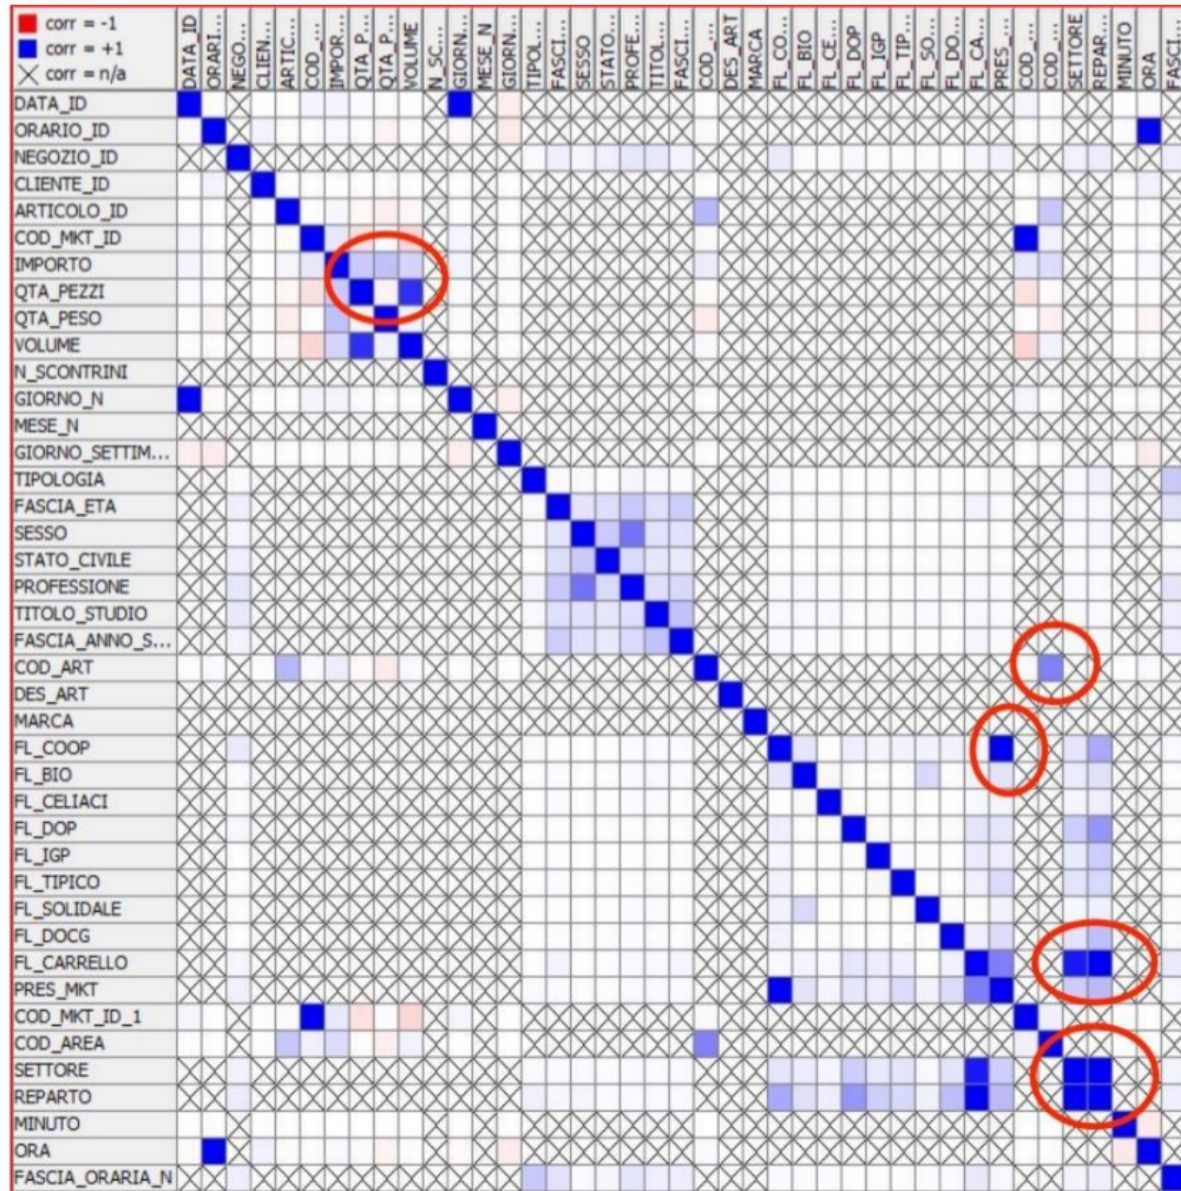 corr = -1
corr = +1
corr = n/a
DATA_ID
ORARI...
NEGO...
CLIEN...
ARTIC...
COD_...
IMPOR...
QTA_P...
QTA_P...
VOLUME
N_SC...
GIORN...
MESE_N
GIORN...
TIPOL...
FASCI...
SESSO
STATO...
PROFE...
TITOL...
FASCI...
COD_...
DES_ART
MARCA
FL_CO...
FL_BIO
FL_CE...
FL_DOP
FL_IGP
FL_TIP...
FL_SO...
FL_DO...
FL_CA...
PRES_...
COD_...
COD_...
SETTORE
REPAR...
MINUTO
ORA
FASCI...
DATA_ID
ORARIO_ID
NEGOZIO_ID
CLIENTE_ID
ARTICOLO_ID
COD_MKT_ID
IMPORTO
QTA_PEZZI
QTA_PESO
VOLUME
N_SCONTRINI
GIORNO_N
MESE_N
GIORNO_SETTIM...
TIPOLOGIA
FASCIA_ETA
SESSO
STATO_CIVILE
PROFESSIONE
TITOLO_STUDIO
FASCIA_ANNO_S...
COD_ART
DES_ART
MARCA
FL_COOP
FL_BIO
FL_CELIACI
FL_DOP
FL_IGP
FL_TIPICO
FL_SOLIDALE
FL_DOCG
FL_CARRELLO
PRES_MKT
COD_MKT_ID_1
COD_AREA
SETTORE
REPARTO
MINUTO
ORA
FASCIA_ORARIA_N